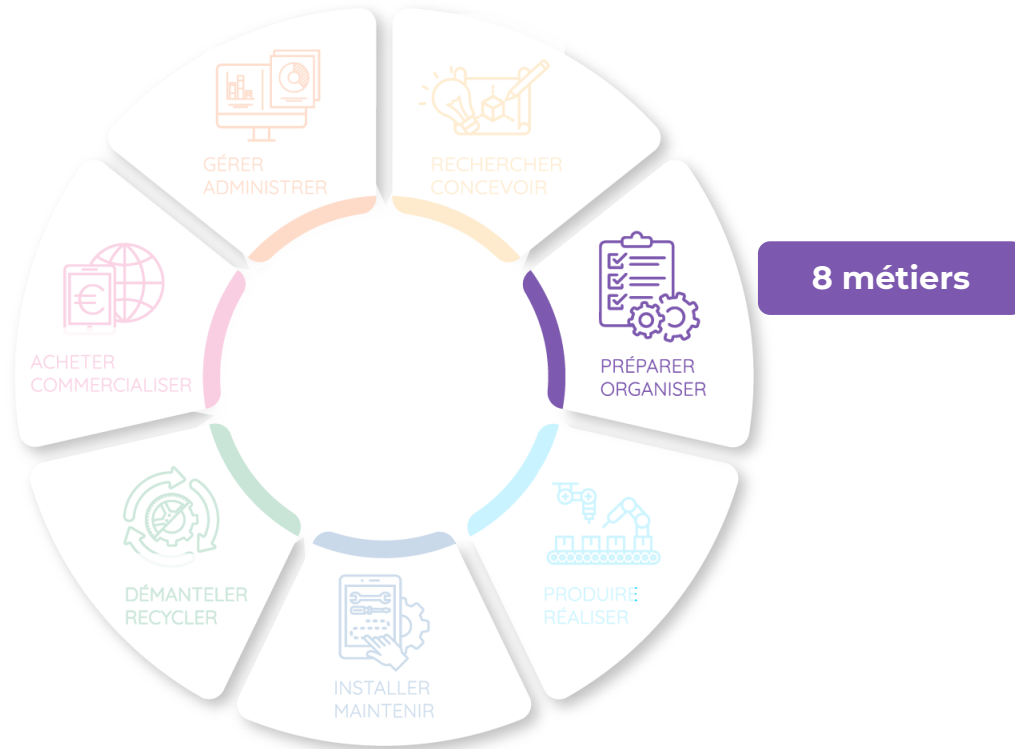 GÉRER
ADMINISTRER
RECHERCHER
CONCEVOIR
8 métiers
PRÉPARER
ORGANISER
ACHETER
COMMERCIALISER
€
PRODUIRE
RÉALISER
DÉMANTELER
RECYCLER
INSTALLER
MAINTENIR